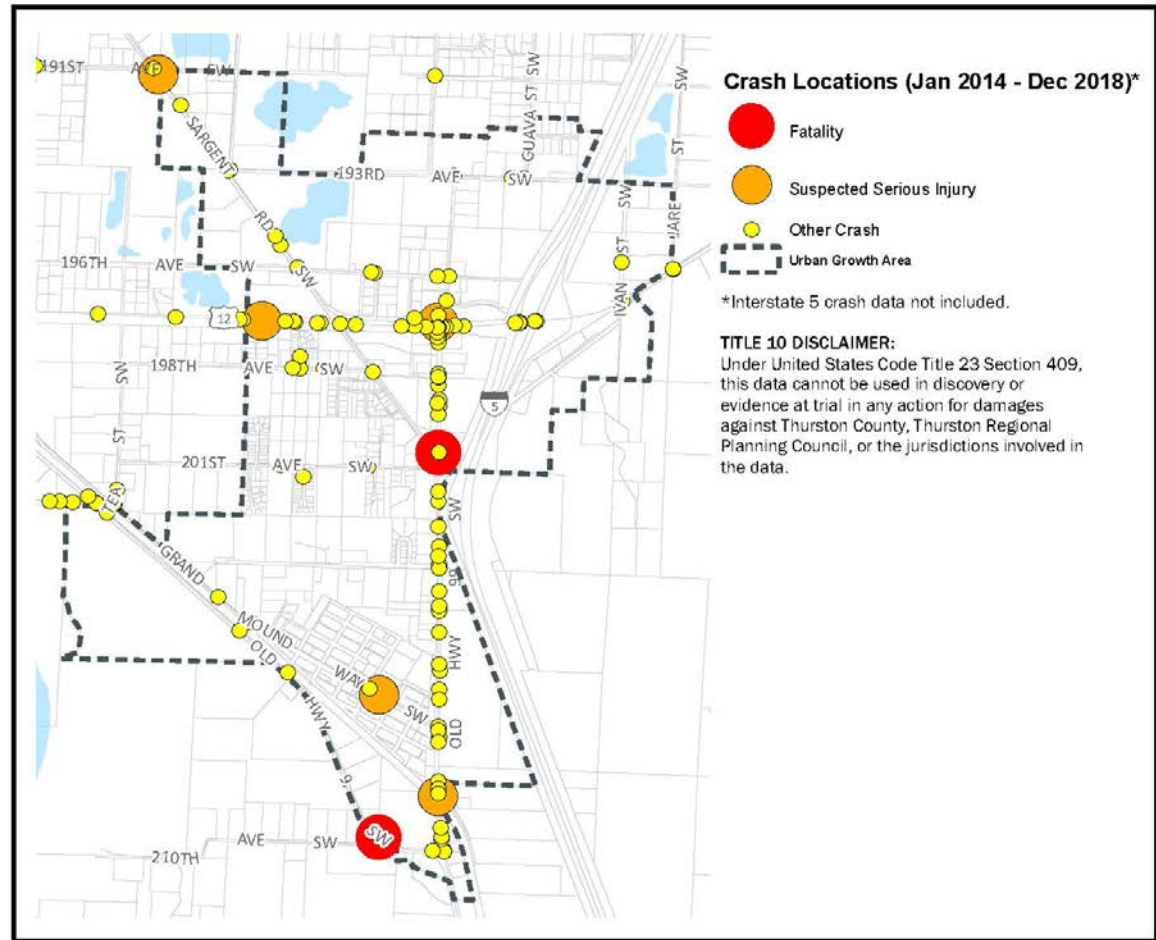 191ST AVE SW
SARGENT RD SW
GUAVA ST SW
193RD AVE SW
SW ST JARE
IVAN ST SW
196TH AVE SW
12
198TH AVE SW
5
SW ST TEA
201ST AVE SW
SW 99 HWY OLD
GRAND MOUND WAY SW
OLD HWY 9 SW
210TH AVE SW
Crash Locations (Jan 2014 - Dec 2018)*
Fatality
Suspected Serious Injury
Other Crash
Urban Growth Area
*Interstate 5 crash data not included.
TITLE 10 DISCLAIMER:
Under United States Code Title 23 Section 409,
this data cannot be used in discovery or
evidence at trial in any action for damages
against Thurston County, Thurston Regional
Planning Council, or the jurisdictions involved in
the data.